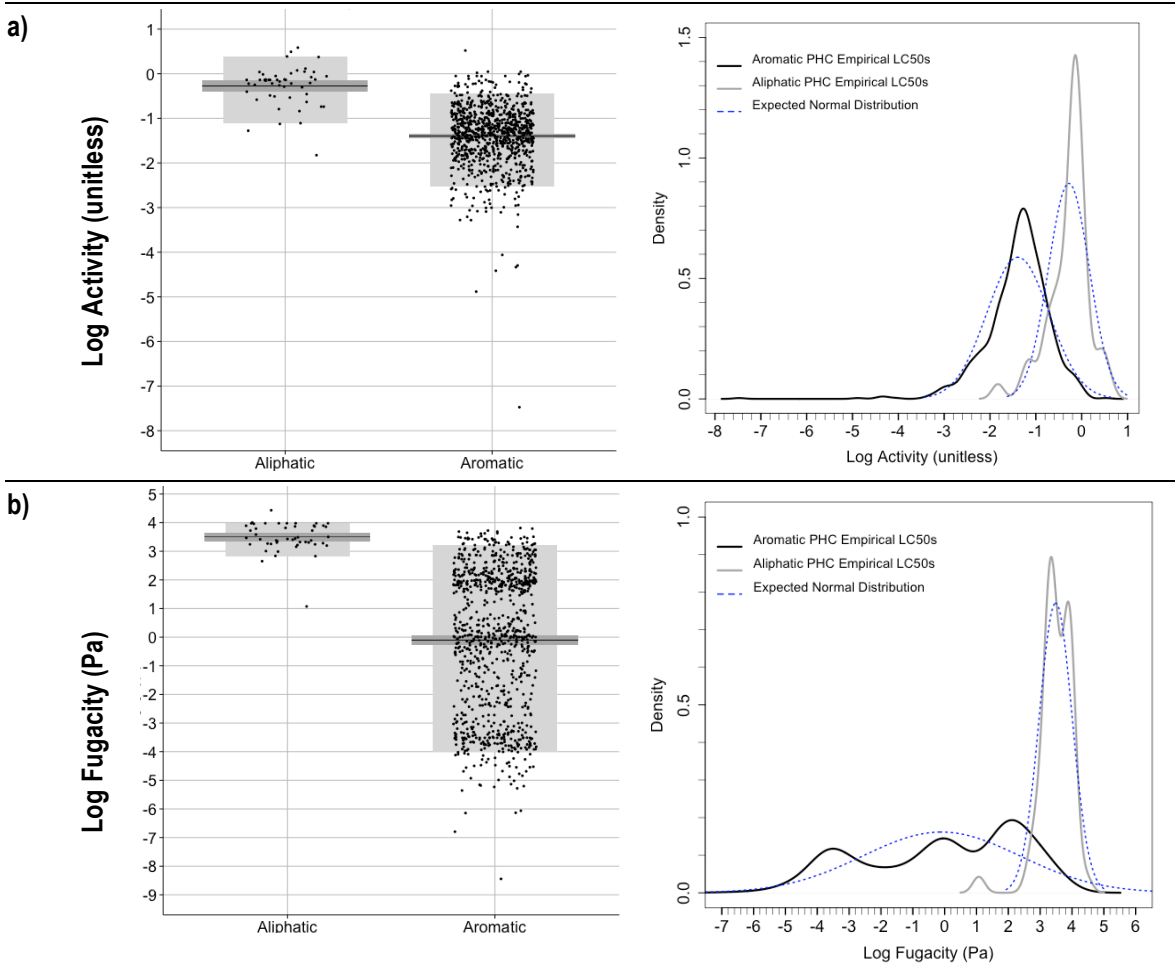 a)
Log Activity (unitless)
1
0
-1
-2
-3
-4
-5
-6
-7
-8
Aliphatic
Aromatic
Density
1.5
1.0
0.5
0.0
Aromatic PHC Empirical LC50s
Aliphatic PHC Empirical LC50s
Expected Normal Distribution
-8 -7 -6 -5 -4 -3 -2 -1 0 1
Log Activity (unitless)
b)
Log Fugacity (Pa)
5
4
3
2
1
0
-1
-2
-3
-4
-5
-6
-7
-8
-9
Aliphatic
Aromatic
Density
1.0
0.5
0.0
Aromatic PHC Empirical LC50s
Aliphatic PHC Empirical LC50s
Expected Normal Distribution
-7 -6 -5 -4 -3 -2 -1 0 1 2 3 4 5 6
Log Fugacity (Pa)